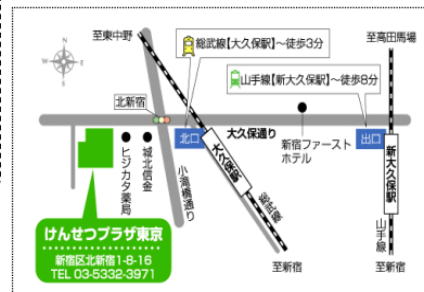 至東中野
総武線【大久保駅】～徒歩3分
至高田馬場
N
W
E
S
山手線【新大久保駅】～徒歩8分
北新宿
北口
大久保通り
新宿ファースト
ホテル
出口
大久保駅
新大久保駅
ヒジカタ薬局
城北信金
小滝橋通り
総武線
山手線
けんせつプラザ東京
新宿区北新宿1-8-16
TEL 03-5332-3971
至新宿
至新宿